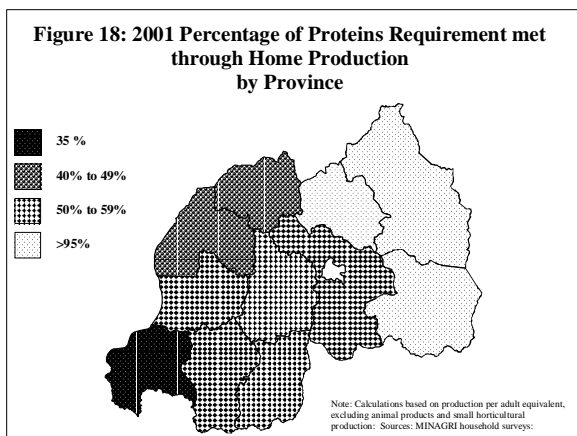 Figure 18: 2001 Percentage of Proteins Requirement met
through Home Production
by Province
35 %
40% to 49%
50% to 59%
>95%
Note: Calculations based on production per adult equivalent,
excluding animal products and small horticultural
production: Sources: MINAGRI household surveys: